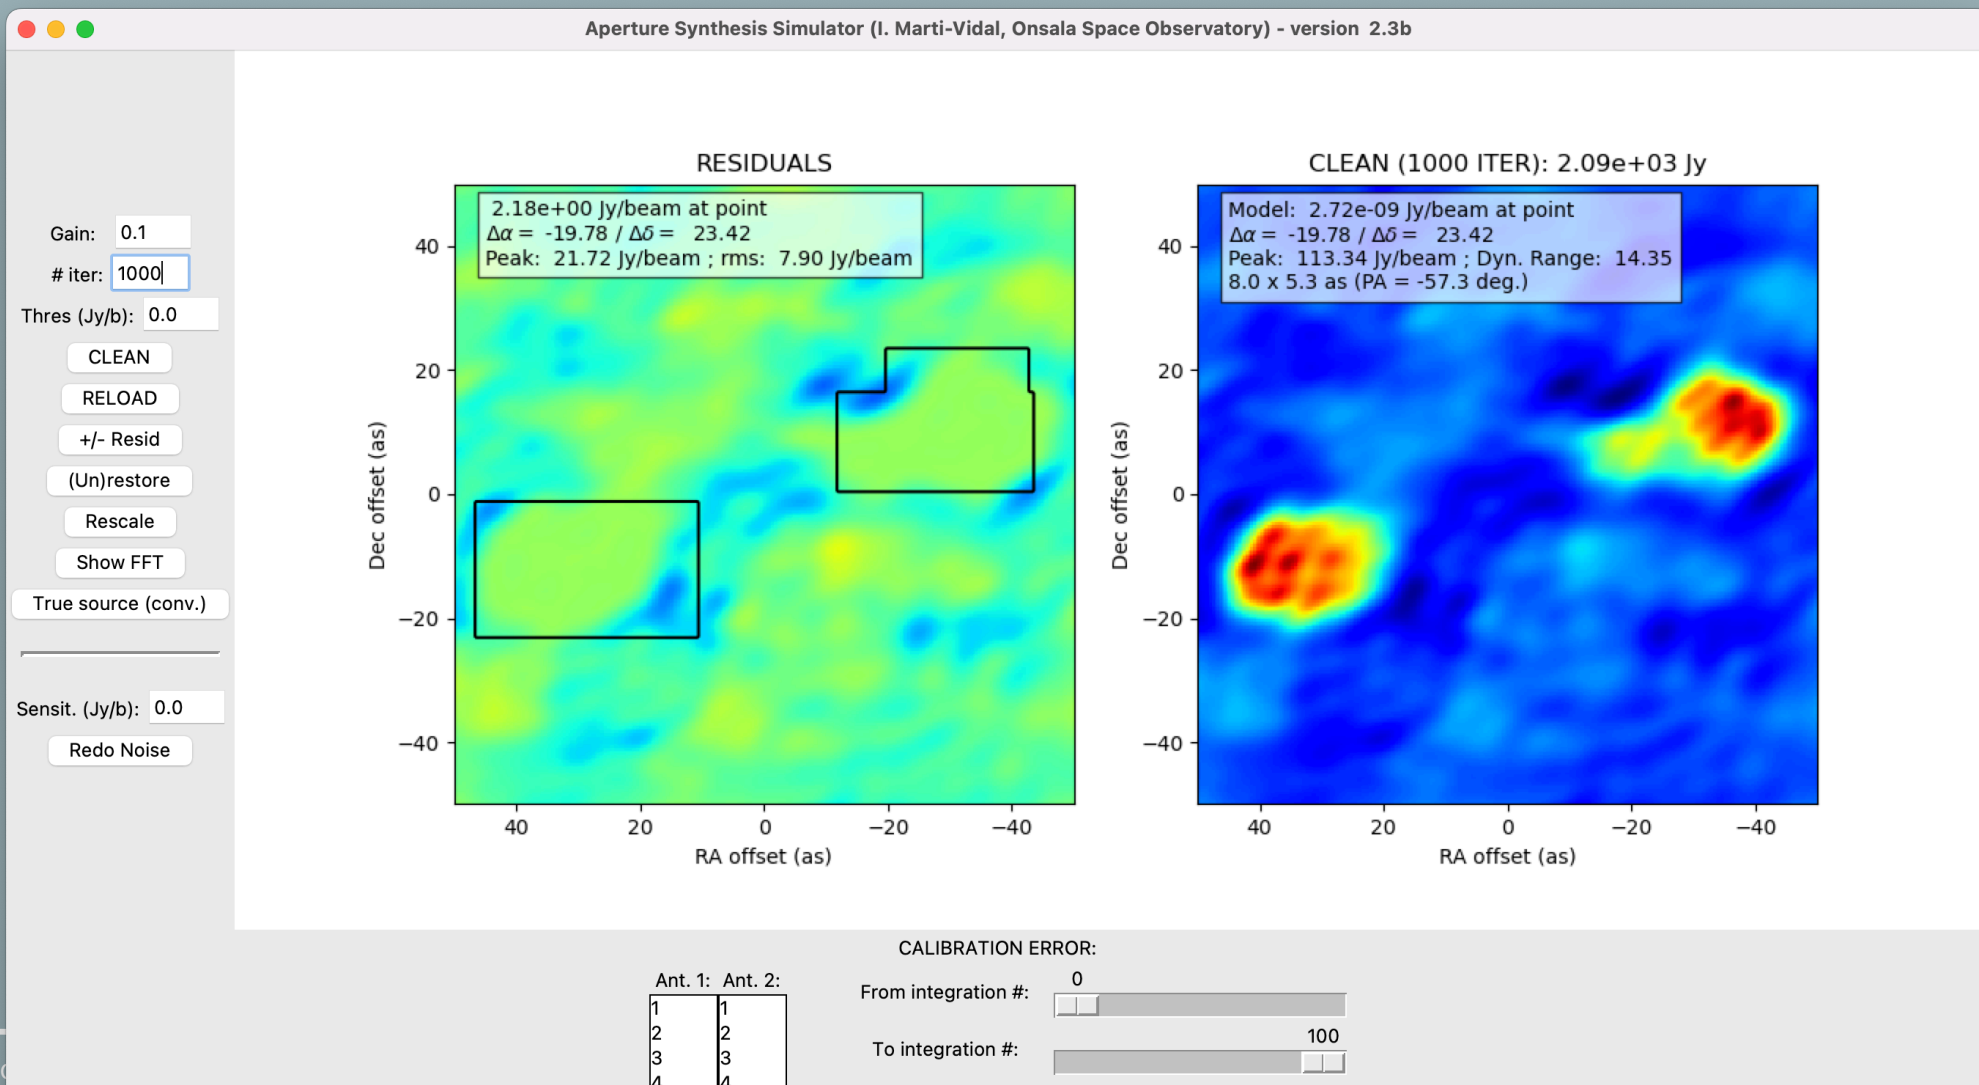 Aperture Synthesis Simulator (I. Marti-Vidal, Onsala Space Observatory) - version 2.3b
Gain: 0.1
# iter: 1000
Thres (Jy/b): 0.0
CLEAN
RELOAD
+/- Resid
(Un)restore
Rescale
Show FFT
True source (conv.)
Sensit. (Jy/b): 0.0
Redo Noise
RESIDUALS
2.18e+00 Jy/beam at point
Δα = -19.78 / Δδ = 23.42
Peak: 21.72 Jy/beam ; rms: 7.90 Jy/beam
40
20
0
−20
−40
Dec offset (as)
40 20 0 −20 −40
RA offset (as)
CLEAN (1000 ITER): 2.09e+03 Jy
Model: 2.72e-09 Jy/beam at point
Δα = -19.78 / Δδ = 23.42
Peak: 113.34 Jy/beam ; Dyn. Range: 14.35
8.0 x 5.3 as (PA = -57.3 deg.)
40
20
0
−20
−40
Dec offset (as)
40 20 0 −20 −40
RA offset (as)
CALIBRATION ERROR:
Ant. 1: Ant. 2:
1 1
2 2
3 3
4 4
0
From integration #:
100
To integration #: